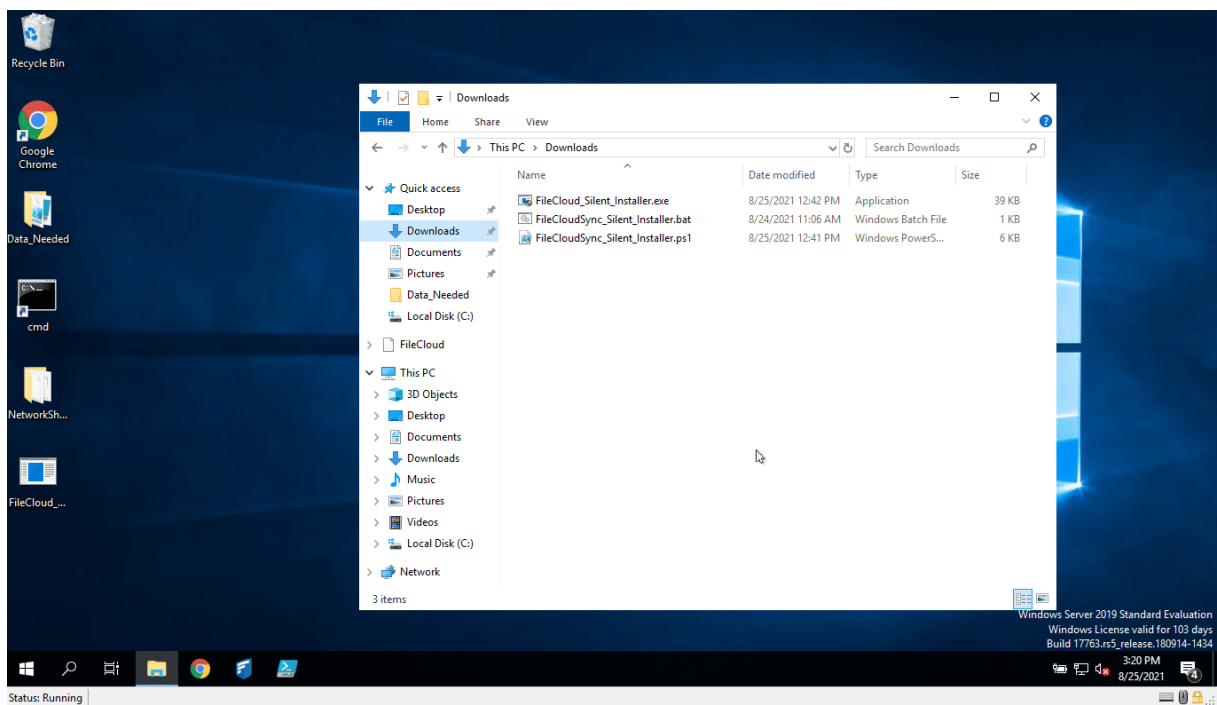 Recycle Bin
Google
Chrome
Data_Needed
C:\_
cmd
NetworkSh...
FileCloud_...
Downloads
File Home Share View
This PC > Downloads
Search Downloads
Quick access
Desktop
Downloads
Documents
Pictures
Data_Needed
Local Disk (C:)
FileCloud
This PC
3D Objects
Desktop
Documents
Downloads
Music
Pictures
Videos
Local Disk (C:)
Network
Name Date modified Type Size
FileCloud_Silent_Installer.exe 8/25/2021 12:42 PM Application 39 KB
FileCloudSync_Silent_Installer.bat 8/24/2021 11:06 AM Windows Batch File 1 KB
FileCloudSync_Silent_Installer.ps1 8/25/2021 12:41 PM Windows PowerS... 6 KB
3 items
Windows Server 2019 Standard Evaluation
Windows License valid for 103 days
Build 17763.rs5_release.180914-1434
3:20 PM
8/25/2021
4
Status: Running